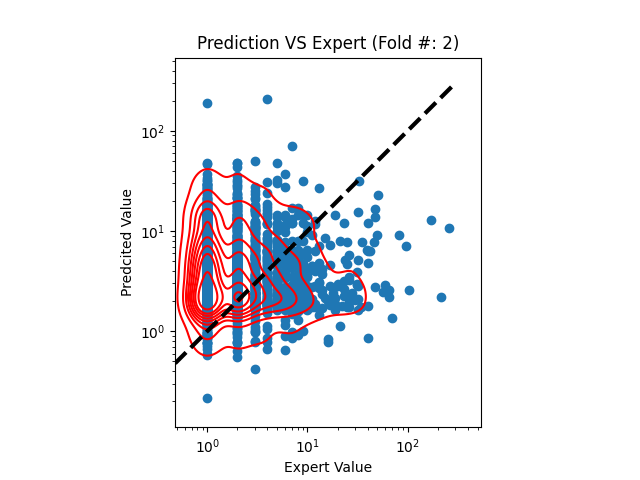 Prediction VS Expert (Fold #: 2)
Predcited Value
10²
10¹
10⁰
10⁰ 10¹ 10²
Expert Value